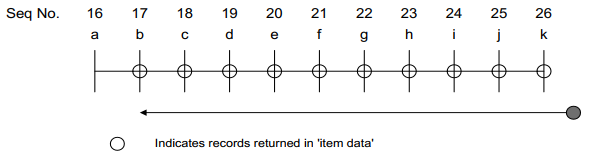 Seq No. 16 17 18 19 20 21 22 23 24 25 26
a b c d e f g h i j k
Indicates records returned in 'item data'